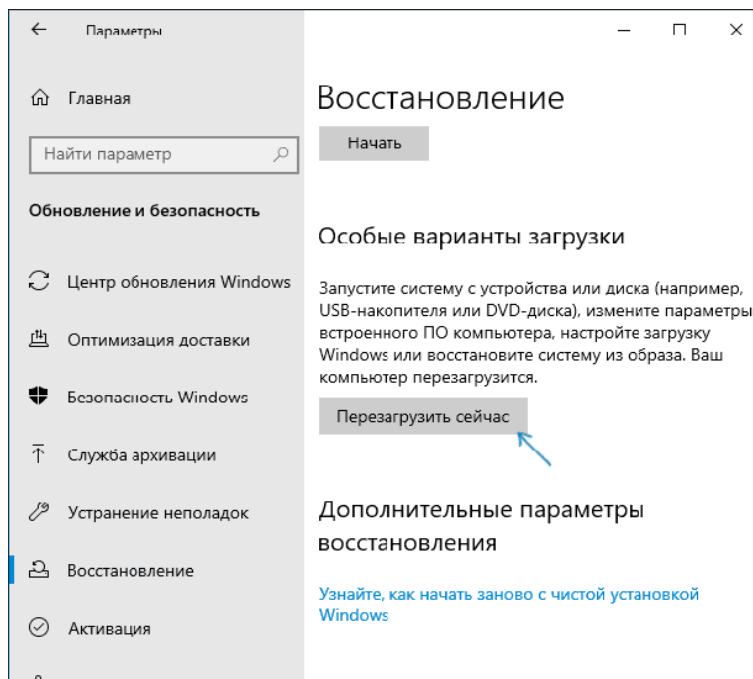 Параметры
Главная
Найти параметр
Обновление и безопасность
Центр обновления Windows
Оптимизация доставки
Безопасность Windows
Служба архивации
Устранение неполадок
Восстановление
Активация
Восстановление
Начать
Особые варианты загрузки
Запустите систему с устройства или диска (например,
USB-накопителя или DVD-диска), измените параметры
встроенного ПО компьютера, настройте загрузку
Windows или восстановите систему из образа. Ваш
компьютер перезагрузится.
Перезагрузить сейчас
Дополнительные параметры
восстановления
Узнайте, как начать заново с чистой установкой
Windows